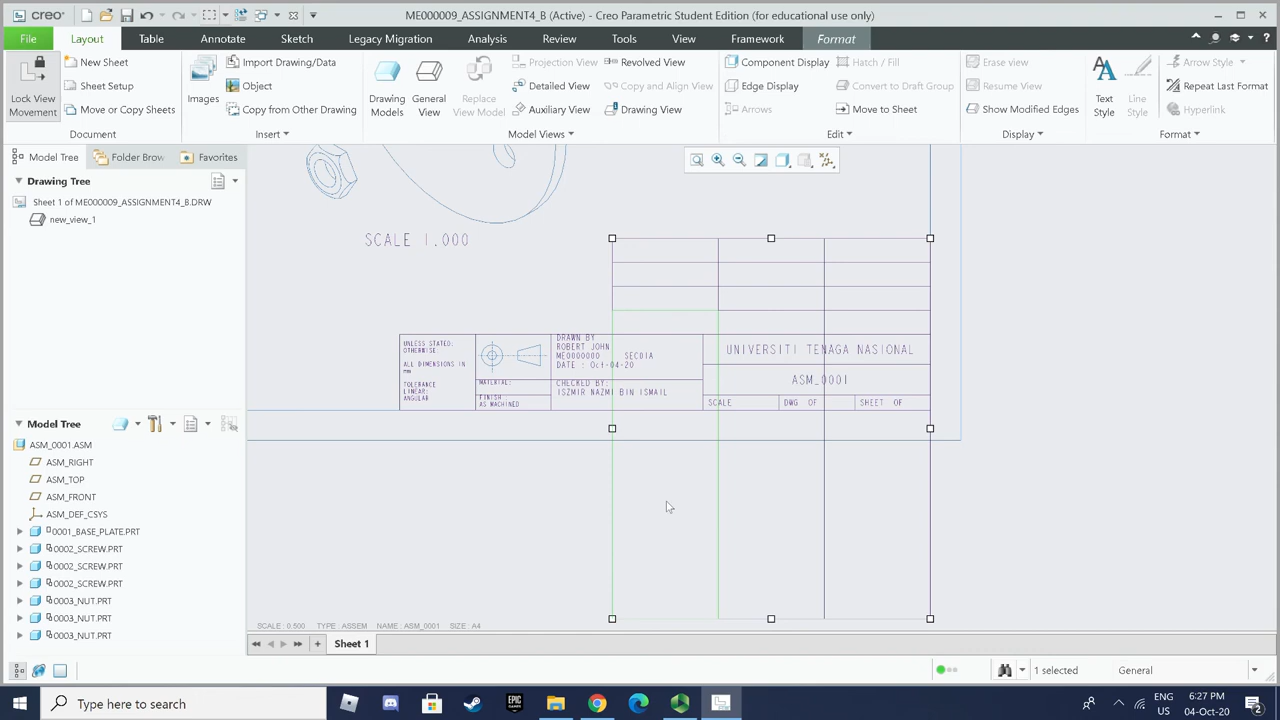 creo
ME000009_ASSIGNMENT4_B (Active) - Creo Parametric Student Edition (for educational use only)
File
Layout
Table
Annotate
Sketch
Legacy Migration
Analysis
Review
Tools
View
Framework
Format
Lock View
Movement
New Sheet
Sheet Setup
Move or Copy Sheets
Document
Images
Import Drawing/Data
Object
Copy from Other Drawing
Insert
Drawing
Models
General
View
Replace
View Model
Projection View
Detailed View
Auxiliary View
Revolved View
Copy and Align View
Drawing View
Model Views
Component Display
Edge Display
Arrows
Hatch / Fill
Convert to Draft Group
Move to Sheet
Edit
Erase view
Resume View
Show Modified Edges
Display
Text
Style
Line
Style
Arrow Style
Repeat Last Format
Hyperlink
Format
Model Tree
Folder Brow
Favorites
Drawing Tree
Sheet 1 of ME000009_ASSIGNMENT4_B.DRW
new_view_1
Model Tree
ASM_0001.ASM
ASM_RIGHT
ASM_TOP
ASM_FRONT
ASM_DEF_CSYS
0001_BASE_PLATE.PRT
0002_SCREW.PRT
0002_SCREW.PRT
0002_SCREW.PRT
0003_NUT.PRT
0003_NUT.PRT
0003_NUT.PRT
SCALE 1.000
UNLESS STATED:
OTHERWISE
ALL DIMENSIONS IN
mm
TOLERANCE
LINEAR:
ANGULAR
MATERIAL:
FINISH
AS MACHINED
DRAWN BY
ROBERT JOHN
ME0000000 SEC01A
DATE : Oct-04-20
CHECKED BY:
ISZMIR NAZMI BIN ISMAIL
UNIVERSITI TENAGA NASIONAL
ASM_0001
SCALE
DWG OF
SHEET OF
SCALE : 0.500 TYPE : ASSEM NAME : ASM_0001 SIZE : A4
Sheet 1
1 selected
General
Type here to search
EPIC
ENG
US
6:27 PM
04-Oct-20
2